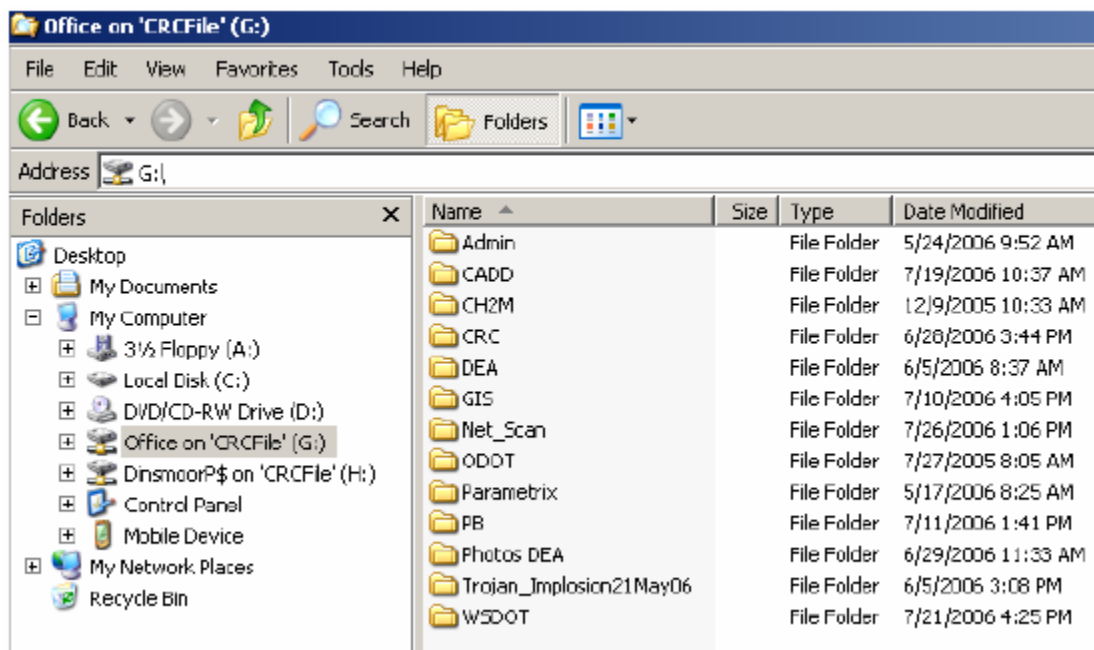 Office on 'CRCFile' (G:)
File Edit View Favorites Tools Help
Back Search Folders
Address G:\
Folders
Desktop
My Documents
My Computer
3½ Floppy (A:)
Local Disk (C:)
DVD/CD-RW Drive (D:)
Office on 'CRCFile' (G:)
DinsmoorP$ on 'CRCFile' (H:)
Control Panel
Mobile Device
My Network Places
Recycle Bin
Name Size Type Date Modified
Admin File Folder 5/24/2006 9:52 AM
CADD File Folder 7/19/2006 10:37 AM
CH2M File Folder 12/9/2005 10:33 AM
CRC File Folder 6/28/2006 3:44 PM
DEA File Folder 6/5/2006 8:37 AM
GIS File Folder 7/10/2006 4:05 PM
Net_Scan File Folder 7/26/2006 1:06 PM
ODOT File Folder 7/27/2005 8:05 AM
Parametrix File Folder 5/17/2006 8:25 AM
PB File Folder 7/11/2006 1:41 PM
Photos DEA File Folder 6/29/2006 11:33 AM
Trojan_Implosion21May06 File Folder 6/5/2006 3:08 PM
WSDOT File Folder 7/21/2006 4:25 PM